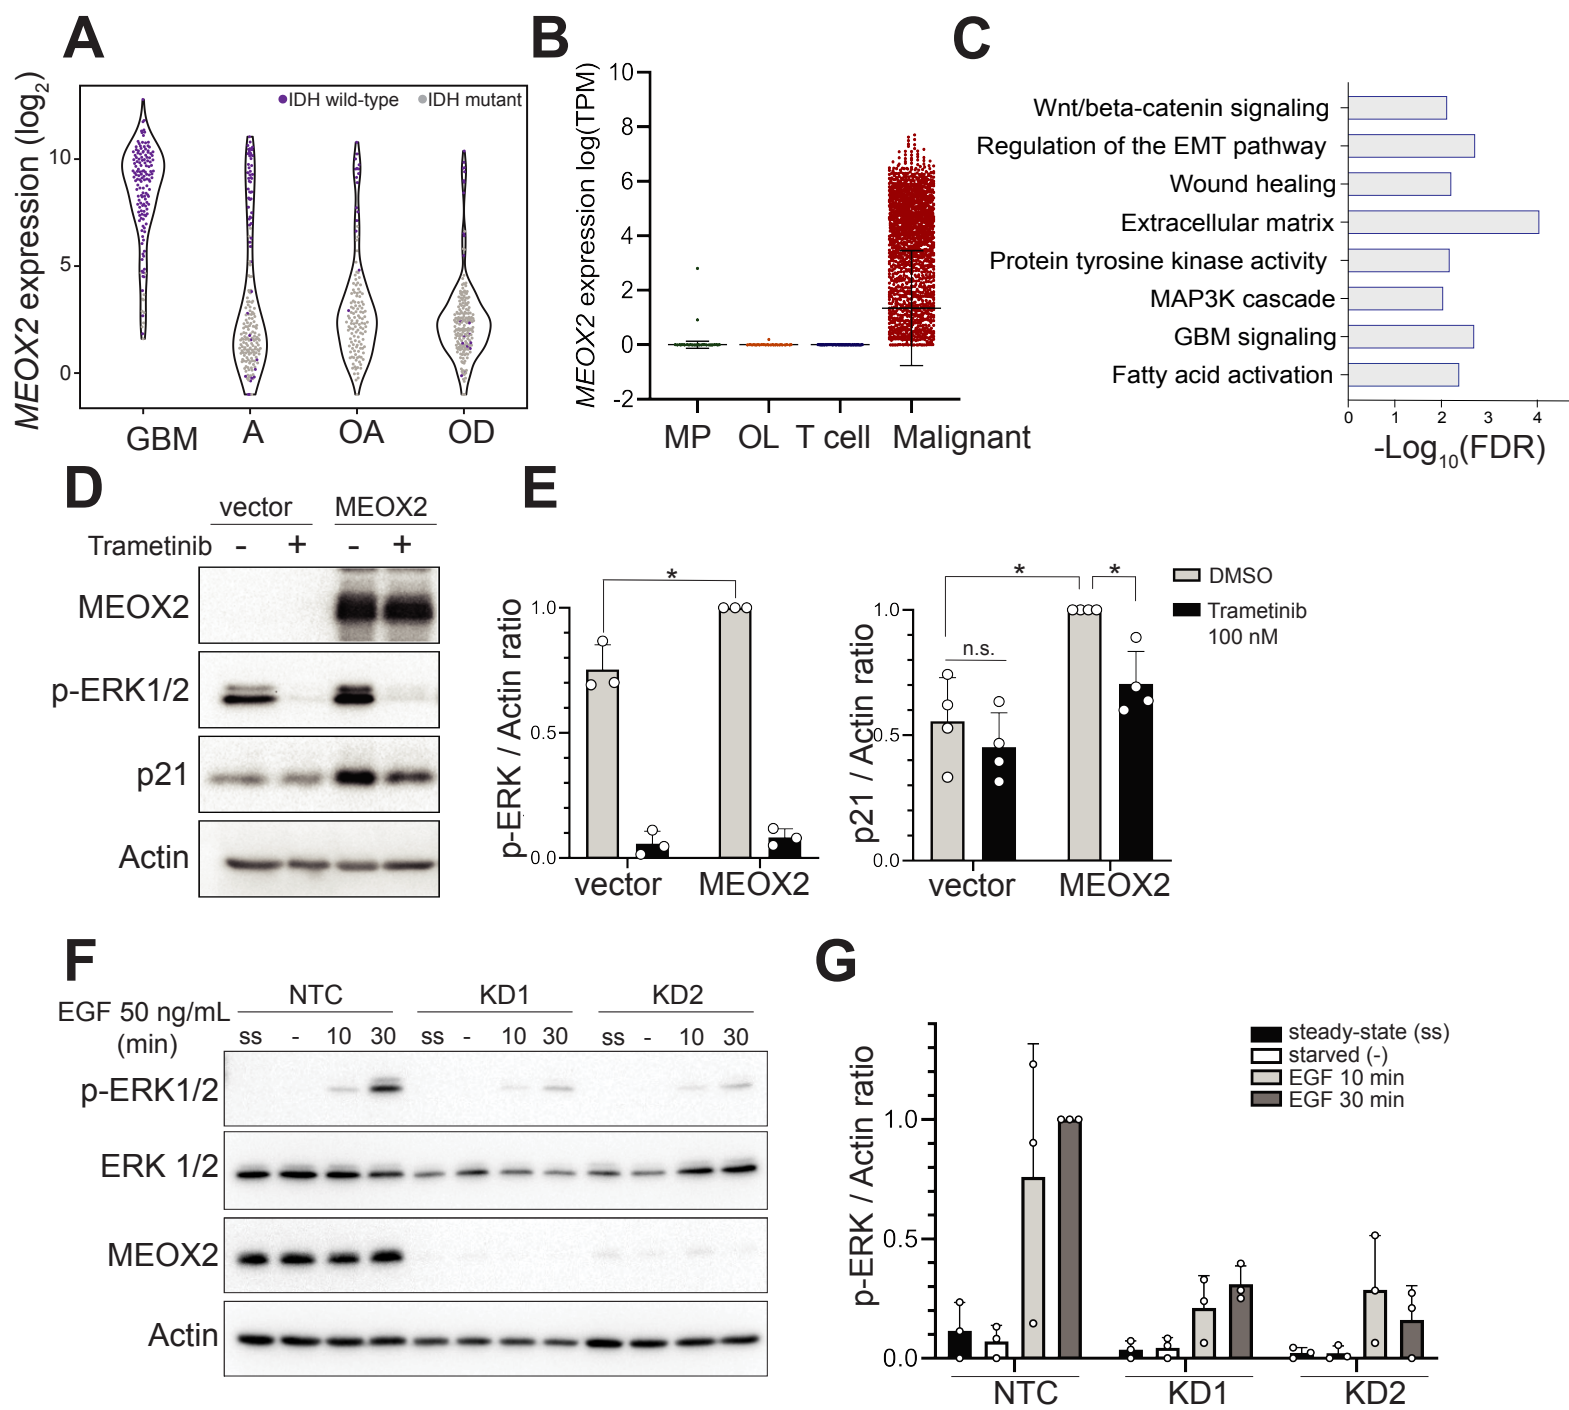 A
MEOX2 expression (log2)
IDH wild-type IDH mutant
10
5
0
GBM A OA OD
B
MEOX2 expression log(TPM)
10
8
6
4
2
0
-2
MP OL T cell Malignant
C
Wnt/beta-catenin signaling
Regulation of the EMT pathway
Wound healing
Extracellular matrix
Protein tyrosine kinase activity
MAP3K cascade
GBM signaling
Fatty acid activation
0 1 2 3 4
-Log10(FDR)
D
vector MEOX2
Trametinib - + - +
MEOX2
p-ERK1/2
p21
Actin
E
p-ERK / Actin ratio
1.0
0.5
0.0
*
vector MEOX2
p21 / Actin ratio
1.0
0.5
0.0
* *
n.s.
vector MEOX2
DMSO
Trametinib
100 nM
F
NTC KD1 KD2
EGF 50 ng/mL
(min)
ss - 10 30 ss - 10 30 ss - 10 30
p-ERK1/2
ERK 1/2
MEOX2
Actin
G
p-ERK / Actin ratio
1.0
0.5
0.0
steady-state (ss)
starved (-)
EGF 10 min
EGF 30 min
NTC KD1 KD2